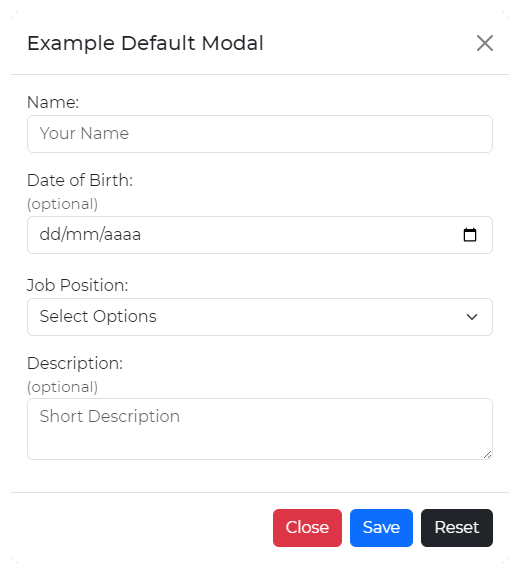 Example Default Modal
Name:
Your Name
Date of Birth:
(optional)
dd/mm/aaaa
Job Position:
Select Options
Description:
(optional)
Short Description
Close Save Reset